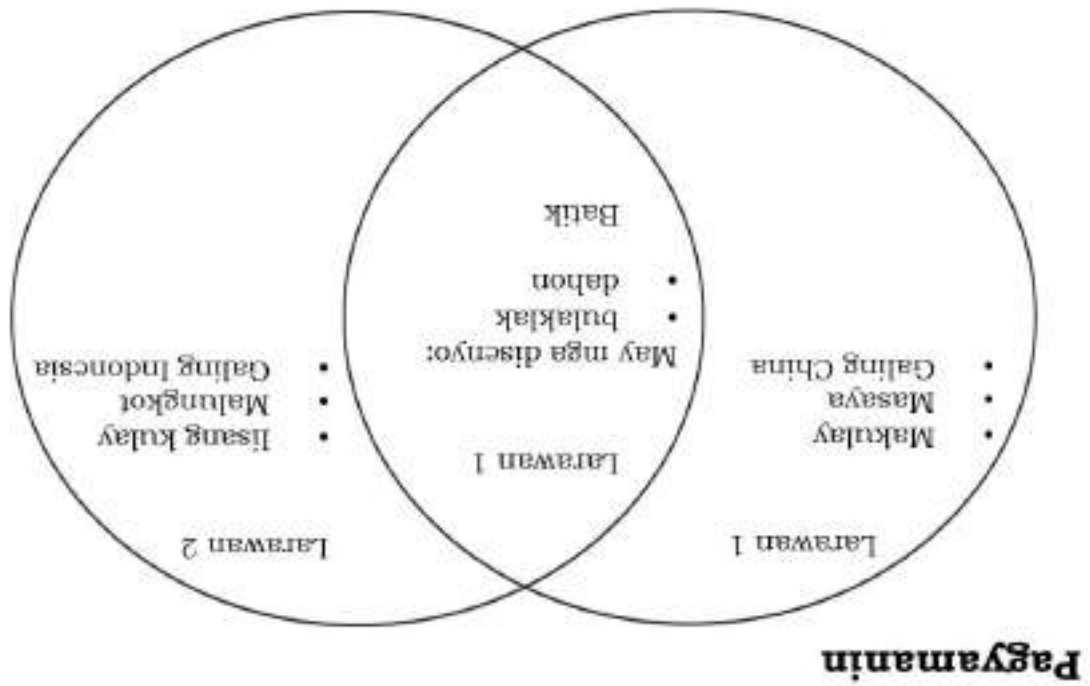 Pagyamanin
Larawan 1
• Makulay
• Masaya
• Galing China
Larawan 1
May mga disenyo:
• bulaklak
• dahon
Batik
Larawan 2
• Iisang kulay
• Malungkot
• Galing Indonesia